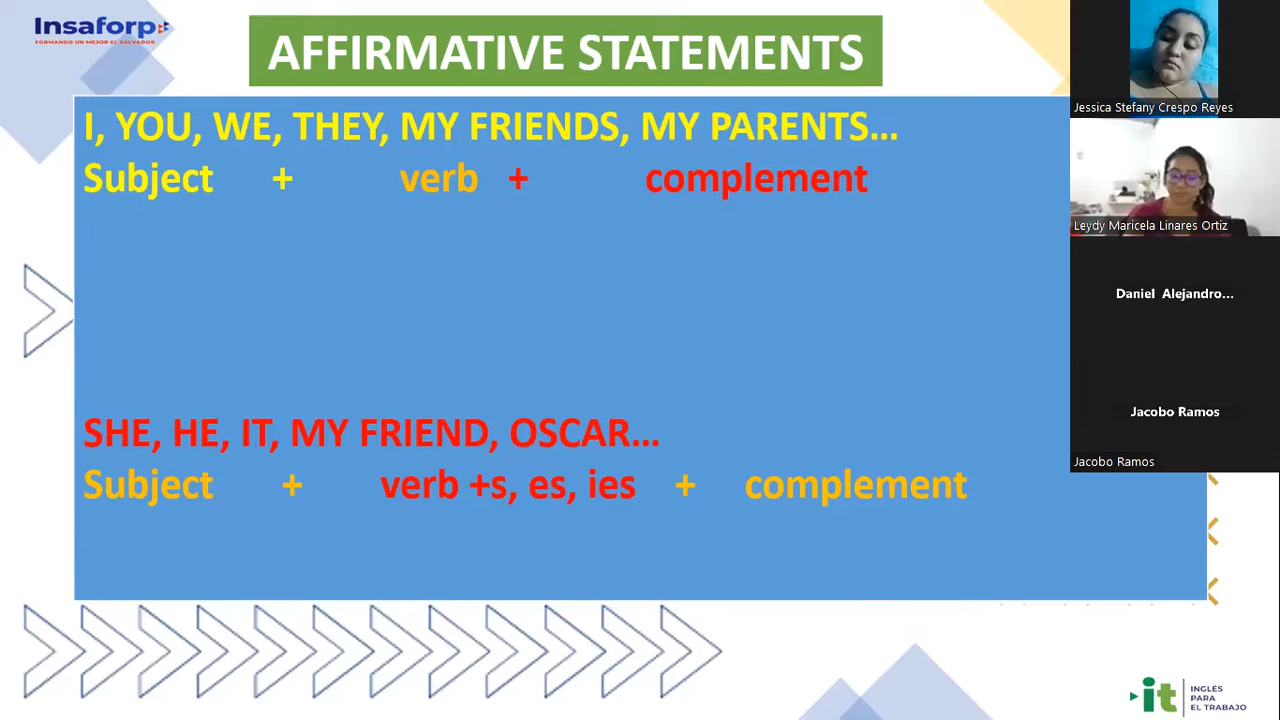 Insaforp
FORMANDO UN MEJOR EL SALVADOR
AFFIRMATIVE STATEMENTS
I, YOU, WE, THEY, MY FRIENDS, MY PARENTS...
Subject + verb + complement
SHE, HE, IT, MY FRIEND, OSCAR...
Subject + verb +s, es, ies + complement
Jessica Stefany Crespo Reyes
Leydy Maricela Linares Ortiz
Daniel Alejandro...
Jacobo Ramos
Jacobo Ramos
it
INGLÉS
PARA
EL TRABAJO